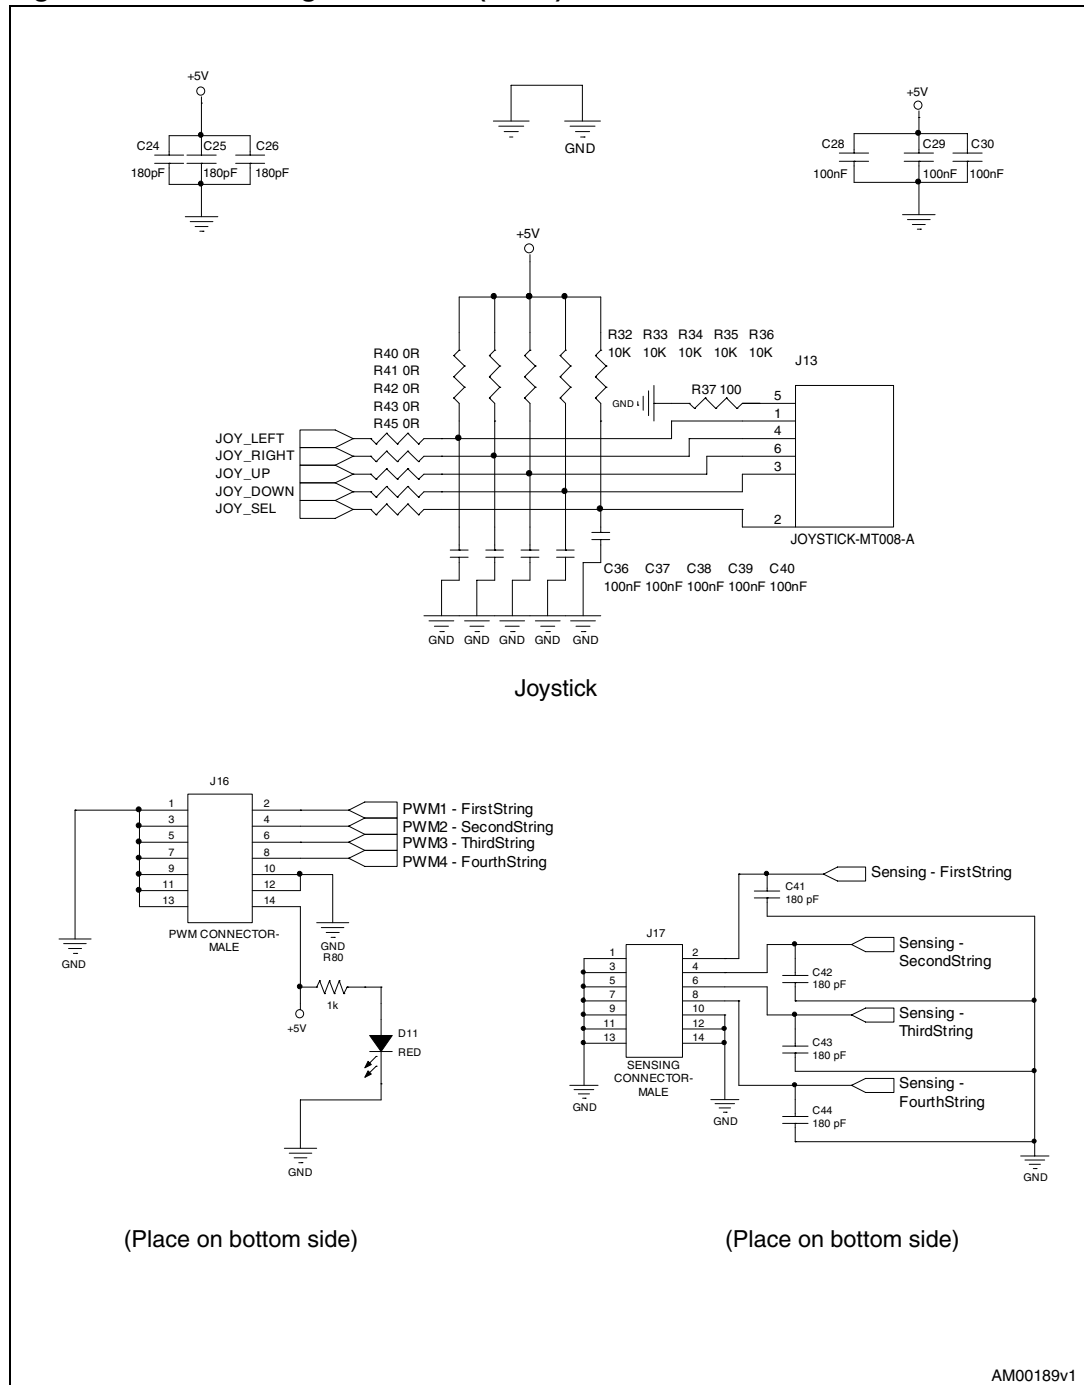 +5V
C24 C25 C26
180pF 180pF 180pF
GND
+5V
C28 C29 C30
100nF 100nF 100nF
+5V
R32 R33 R34 R35 R36
10K 10K 10K 10K 10K
R40 0R
R41 0R
R42 0R
R43 0R
R45 0R
J13
GND
R37 100
5
1
4
6
3
2
JOY_LEFT
JOY_RIGHT
JOY_UP
JOY_DOWN
JOY_SEL
JOYSTICK-MT008-A
C36 C37 C38 C39 C40
100nF 100nF 100nF 100nF 100nF
GND GND GND GND GND
Joystick
J16
1 2
3 4
5 6
7 8
9 10
11 12
13 14
PWM1 - FirstString
PWM2 - SecondString
PWM3 - ThirdString
PWM4 - FourthString
PWM CONNECTOR-
MALE
GND
GND
R80
1k
+5V
D11
RED
GND
J17
1 2
3 4
5 6
7 8
9 10
11 12
13 14
SENSING
CONNECTOR-
MALE
GND
GND
Sensing - FirstString
C41
180 pF
Sensing -
SecondString
C42
180 pF
Sensing -
ThirdString
C43
180 pF
Sensing -
FourthString
C44
180 pF
GND
(Place on bottom side)
(Place on bottom side)
AM00189v1